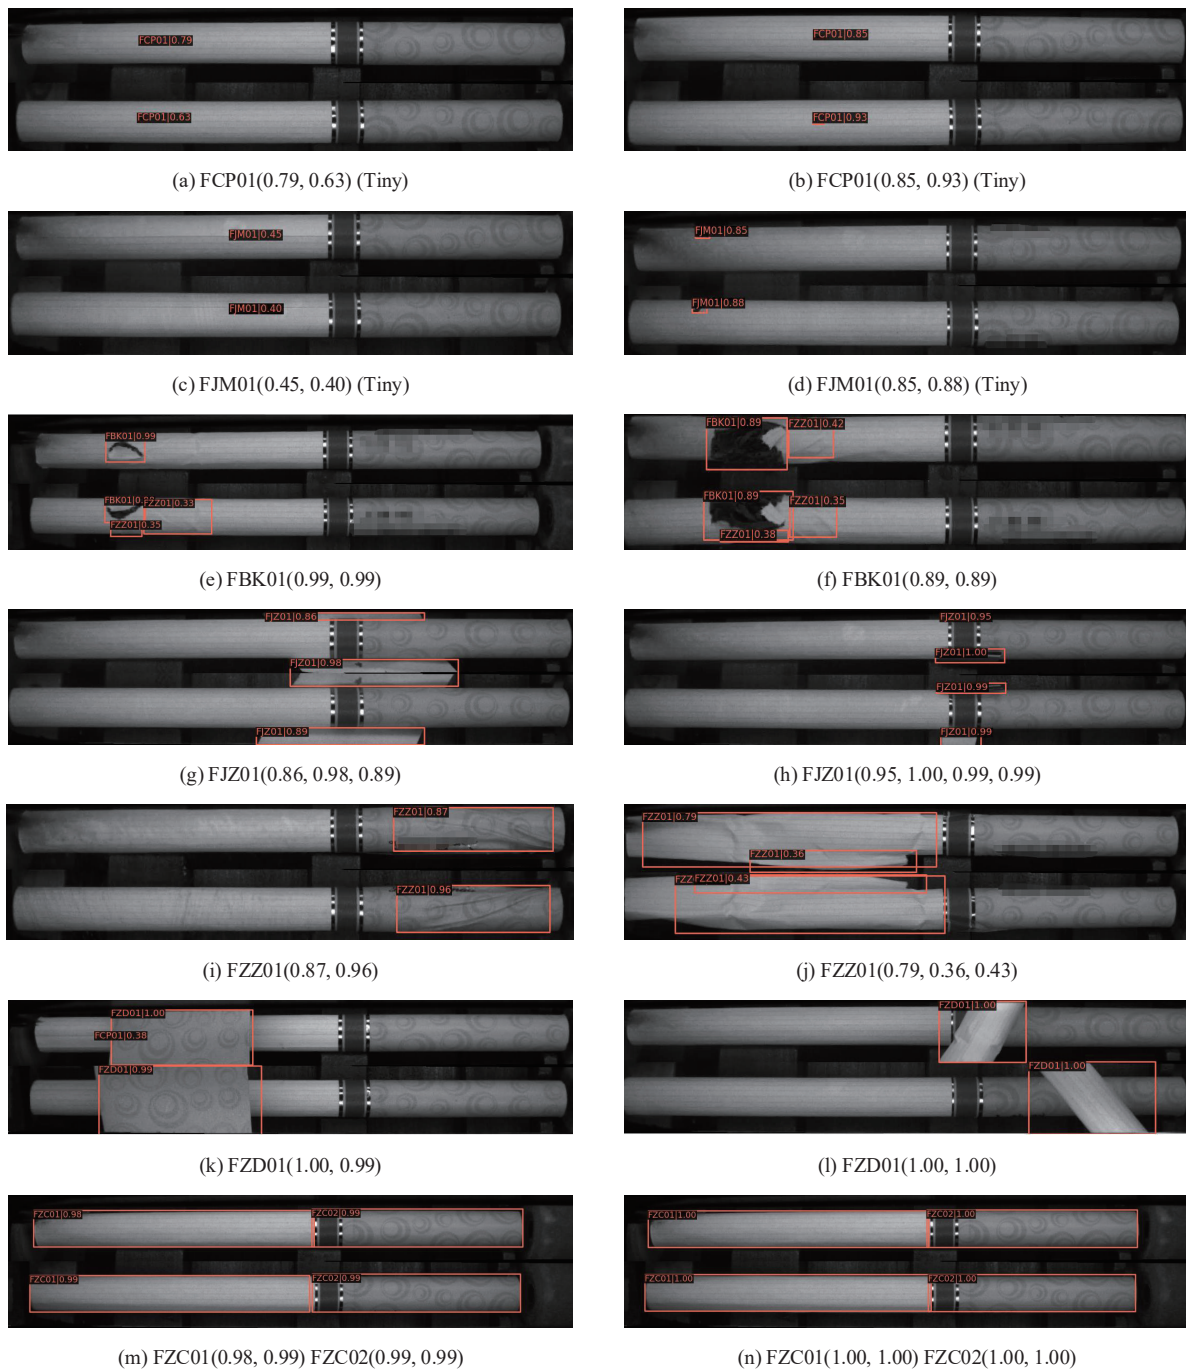 FCP01|0.79
FCP01|0.63
FCP01|0.85
FCP01|0.93
(a) FCP01(0.79, 0.63) (Tiny)
(b) FCP01(0.85, 0.93) (Tiny)
FJM01|0.45
FJM01|0.40
FJM01|0.85
FJM01|0.88
(c) FJM01(0.45, 0.40) (Tiny)
(d) FJM01(0.85, 0.88) (Tiny)
FBK01|0.99
FZZ01|0.33
FZZ01|0.35
FBK01|0.89
FZZ01|0.42
FBK01|0.89
FZZ01|0.35
FZZ01|0.38
(e) FBK01(0.99, 0.99)
(f) FBK01(0.89, 0.89)
FJZ01|0.86
FJZ01|0.98
FJZ01|0.89
FJZ01|0.95
FJZ01|1.00
FJZ01|0.99
FJZ01|0.99
(g) FJZ01(0.86, 0.98, 0.89)
(h) FJZ01(0.95, 1.00, 0.99, 0.99)
FZZ01|0.87
FZZ01|0.96
FZZ01|0.79
FZZ01|0.36
FZZ01|0.43
(i) FZZ01(0.87, 0.96)
(j) FZZ01(0.79, 0.36, 0.43)
FZD01|1.00
FCP01|0.38
FZD01|0.99
FZD01|1.00
FZD01|1.00
(k) FZD01(1.00, 0.99)
(l) FZD01(1.00, 1.00)
FZC01|0.98 FZC02|0.99
FZC01|0.99 FZC02|0.99
FZC01|1.00 FZC02|1.00
FZC01|1.00 FZC02|1.00
(m) FZC01(0.98, 0.99) FZC02(0.99, 0.99)
(n) FZC01(1.00, 1.00) FZC02(1.00, 1.00)